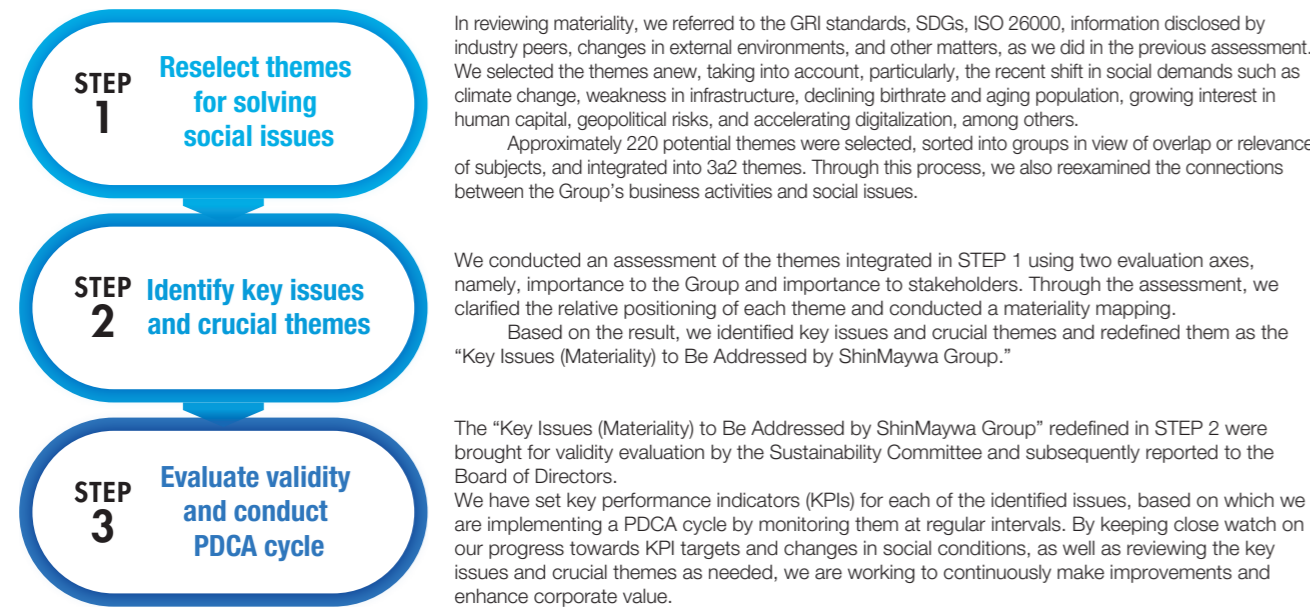 STEP
1
Reselect themes
for solving
social issues
In reviewing materiality, we referred to the GRI standards, SDGs, ISO 26000, information disclosed by
industry peers, changes in external environments, and other matters, as we did in the previous assessment.
We selected the themes anew, taking into account, particularly, the recent shift in social demands such as
climate change, weakness in infrastructure, declining birthrate and aging population, growing interest in
human capital, geopolitical risks, and accelerating digitalization, among others.
Approximately 220 potential themes were selected, sorted into groups in view of overlap or relevance
of subjects, and integrated into 3a2 themes. Through this process, we also reexamined the connections
between the Group's business activities and social issues.
STEP
2
Identify key issues
and crucial themes
We conducted an assessment of the themes integrated in STEP 1 using two evaluation axes,
namely, importance to the Group and importance to stakeholders. Through the assessment, we
clarified the relative positioning of each theme and conducted a materiality mapping.
Based on the result, we identified key issues and crucial themes and redefined them as the
“Key Issues (Materiality) to Be Addressed by ShinMaywa Group.”
STEP
3
Evaluate validity
and conduct
PDCA cycle
The “Key Issues (Materiality) to Be Addressed by ShinMaywa Group” redefined in STEP 2 were
brought for validity evaluation by the Sustainability Committee and subsequently reported to the
Board of Directors.
We have set key performance indicators (KPIs) for each of the identified issues, based on which we
are implementing a PDCA cycle by monitoring them at regular intervals. By keeping close watch on
our progress towards KPI targets and changes in social conditions, as well as reviewing the key
issues and crucial themes as needed, we are working to continuously make improvements and
enhance corporate value.